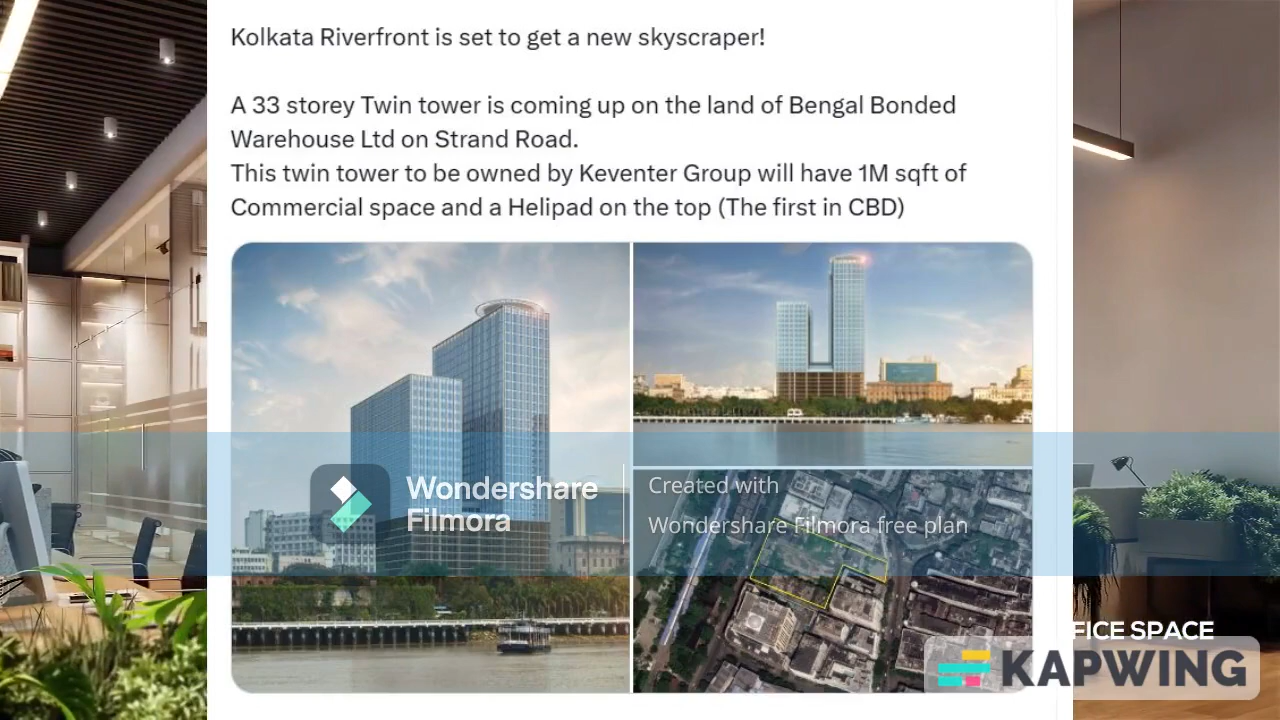 Kolkata Riverfront is set to get a new skyscraper!
A 33 storey Twin tower is coming up on the land of Bengal Bonded
Warehouse Ltd on Strand Road.
This twin tower to be owned by Keventer Group will have 1M sqft of
Commercial space and a Helipad on the top (The first in CBD)
Wondershare
Filmora
Created with
Wondershare Filmora free plan
FICE SPACE
KAPWING